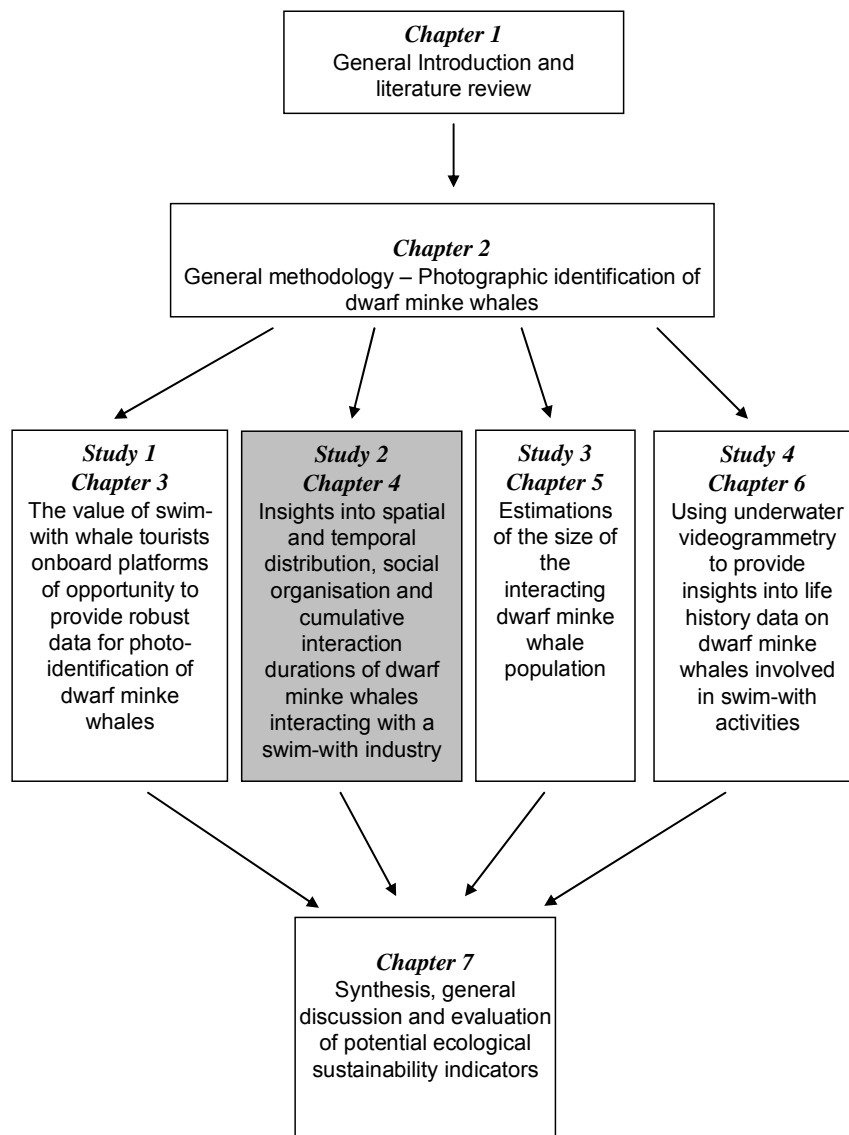 Chapter 1
General Introduction and
literature review
Chapter 2
General methodology – Photographic identification of
dwarf minke whales
Study 1
Chapter 3
The value of swim-
with whale tourists
onboard platforms
of opportunity to
provide robust
data for photo-
identification of
dwarf minke
whales
Study 2
Chapter 4
Insights into spatial
and temporal
distribution, social
organisation and
cumulative
interaction
durations of dwarf
minke whales
interacting with a
swim-with industry
Study 3
Chapter 5
Estimations of
the size of
the
interacting
dwarf minke
whale
population
Study 4
Chapter 6
Using underwater
videogrammetry
to provide
insights into life
history data on
dwarf minke
whales involved
in swim-with
activities
Chapter 7
Synthesis, general
discussion and evaluation
of potential ecological
sustainability indicators